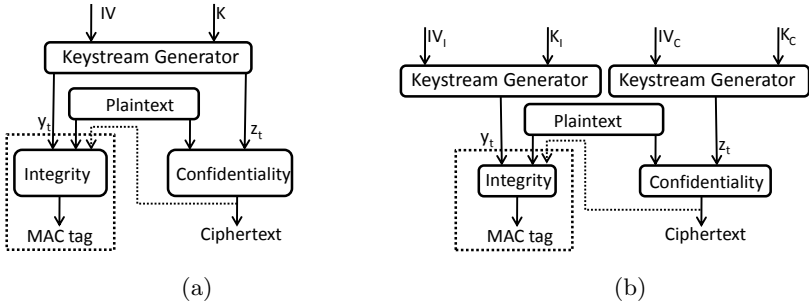 IV K
Keystream Generator
Plaintext
y_t z_t
Integrity Confidentiality
MAC tag Ciphertext
(a)
IV_I K_I IV_C K_C
Keystream Generator Keystream Generator
Plaintext
y_t z_t
Integrity Confidentiality
MAC tag Ciphertext
(b)